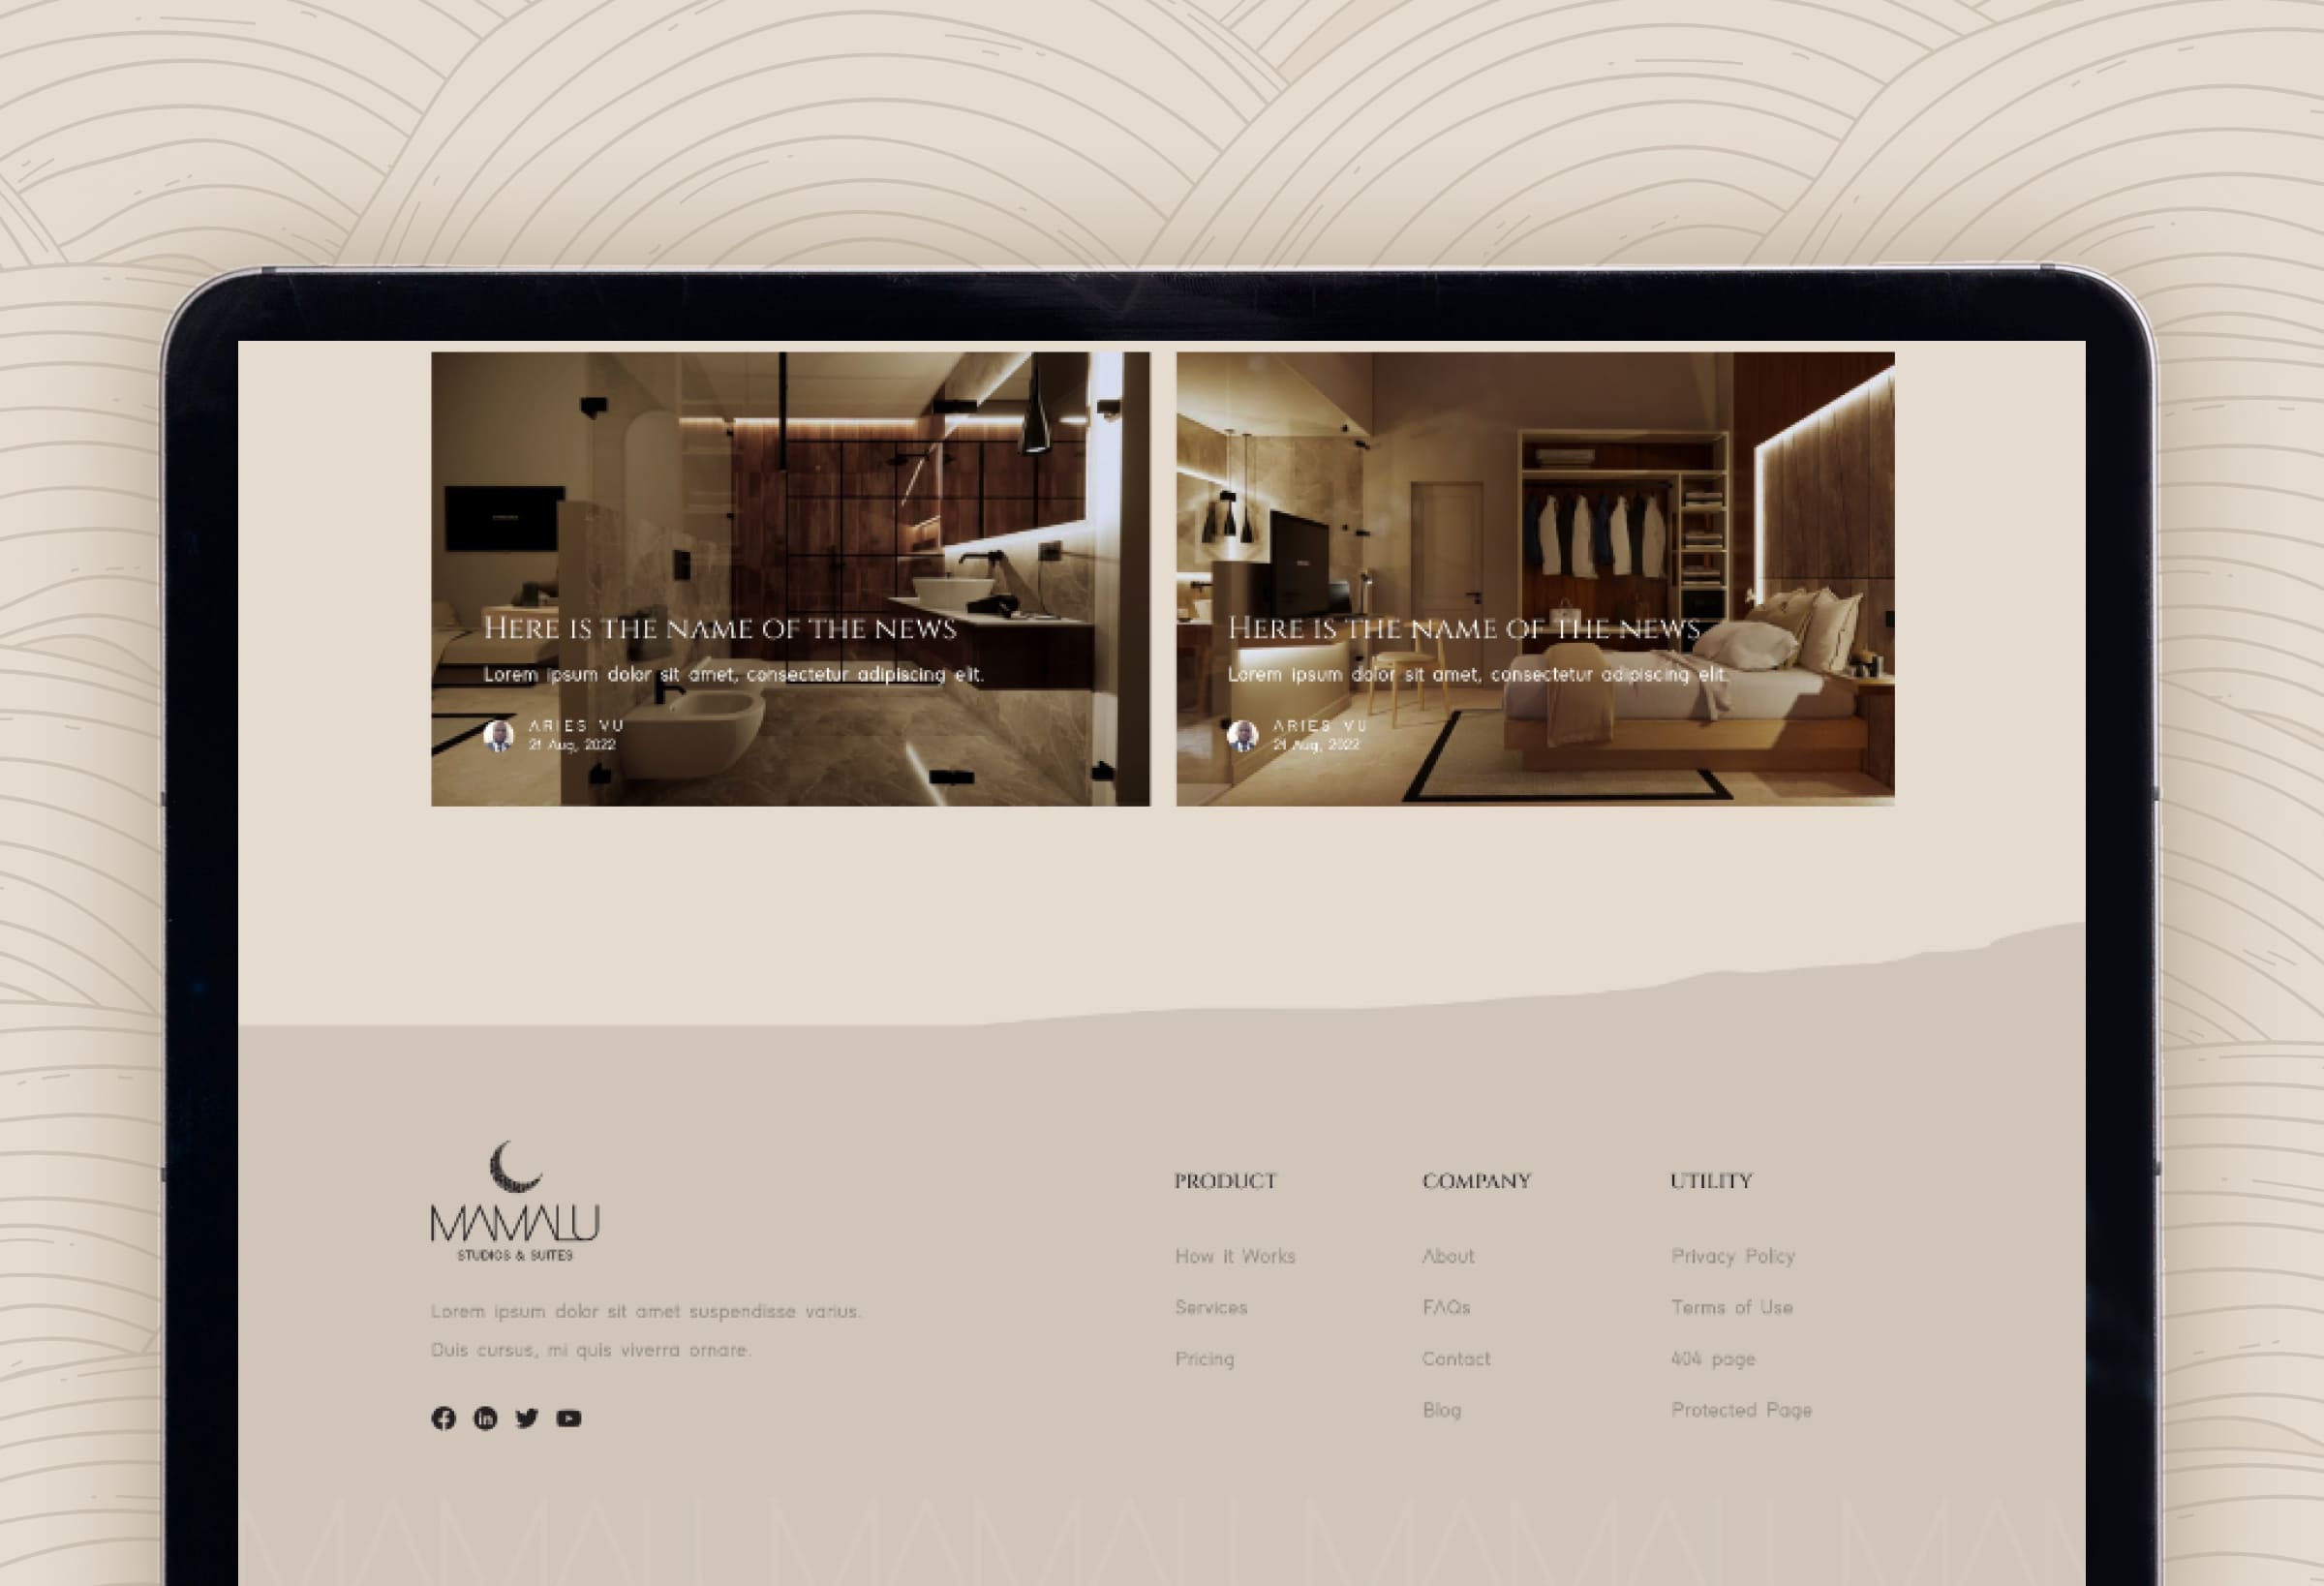 HERE IS THE NAME OF THE NEWS
Lorem ipsum dolor sit amet, consectetur adipiscing elit.
ARIES VU
21 Aug, 2022
HERE IS THE NAME OF THE NEWS
Lorem ipsum dolor sit amet, consectetur adipiscing elit.
ARIES VU
21 Aug, 2022
MAMALU
STUDIOS & SUITES
Lorem ipsum dolor sit amet suspendisse varius.
Duis cursus, mi quis viverra ornare.
PRODUCT
How it Works
Services
Pricing
COMPANY
About
FAQs
Contact
Blog
UTILITY
Privacy Policy
Terms of Use
404 page
Protected Page
MAMALU MAMALU MAMALU MAM